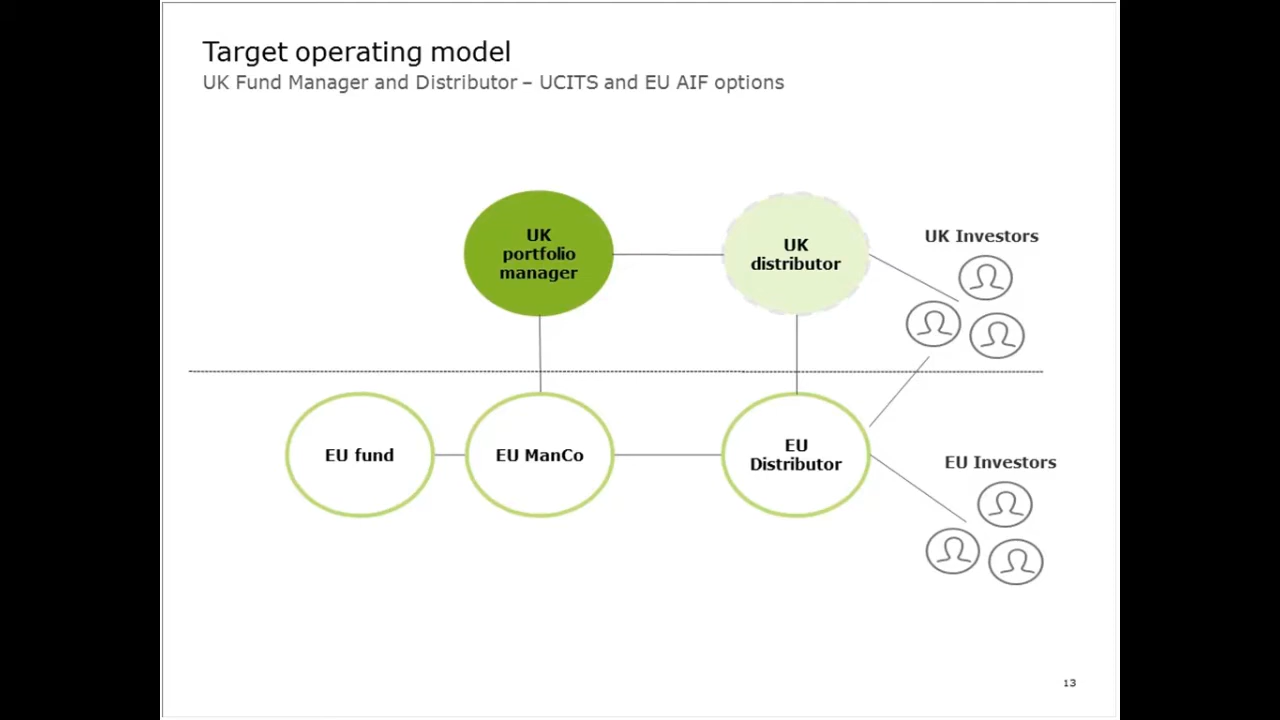 Target operating model
UK Fund Manager and Distributor – UCITS and EU AIF options
UK
portfolio
manager
UK
distributor
UK Investors
EU fund
EU ManCo
EU
Distributor
EU Investors
13